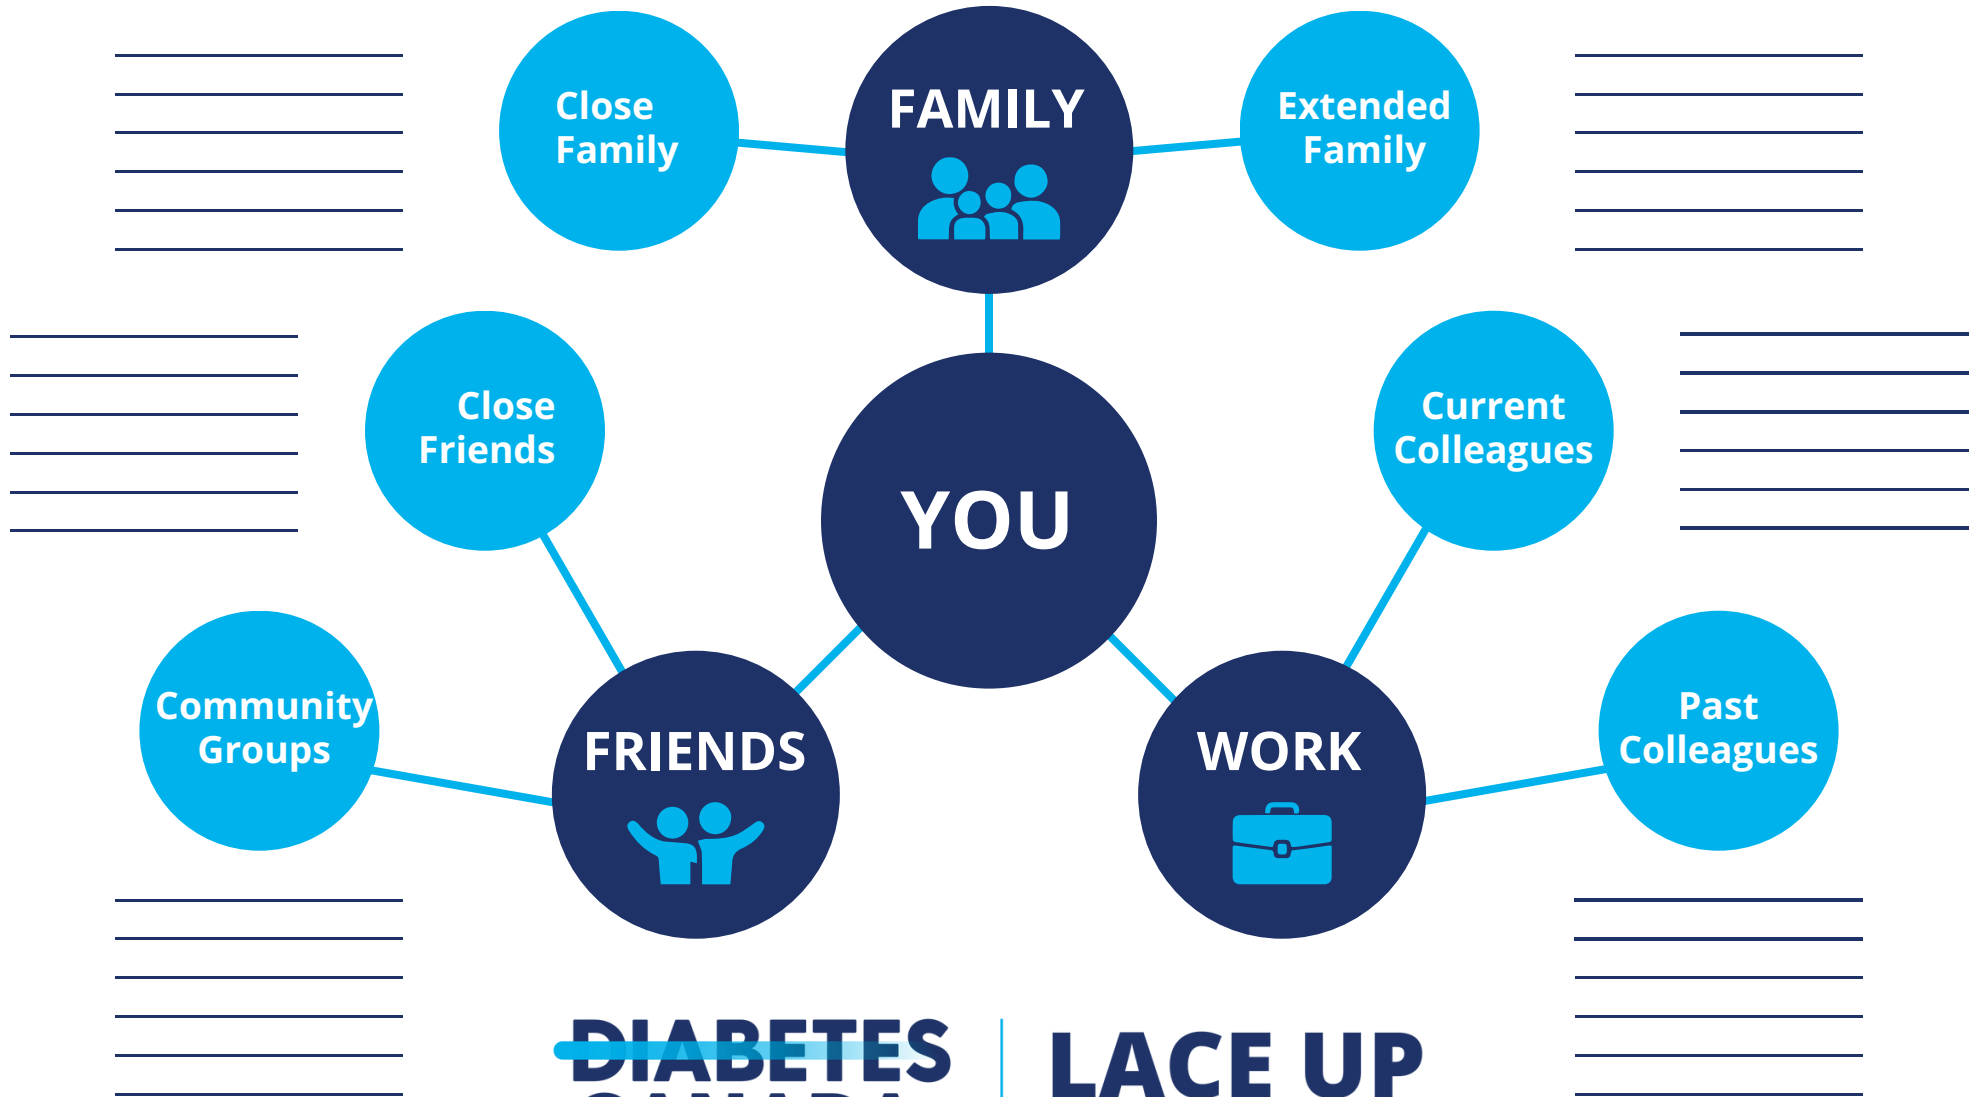 FAMILY
Close
Family
Extended
Family
YOU
Close
Friends
Current
Colleagues
Community
Groups
FRIENDS
WORK
Past
Colleagues
DIABETES
CANADA
LACE UP